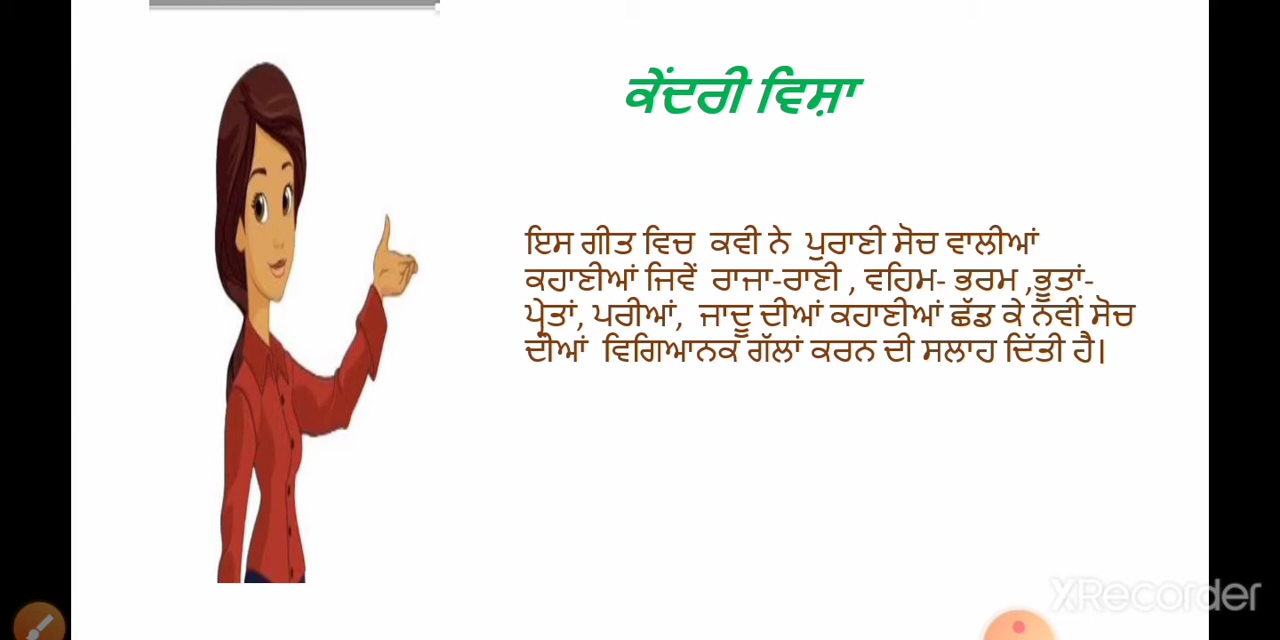 ਕੇਂਦਰੀ ਵਿਸ਼ਾ
ਇਸ ਗੀਤ ਵਿਚ ਕਵੀ ਨੇ ਪੁਰਾਣੀ ਸੋਚ ਵਾਲੀਆਂ
ਕਹਾਣੀਆਂ ਜਿਵੇਂ ਰਾਜਾ-ਰਾਣੀ , ਵਹਿਮ- ਭਰਮ ,ਭੂਤਾਂ-
ਪ੍ਰੇਤਾਂ, ਪਰੀਆਂ, ਜਾਦੂ ਦੀਆਂ ਕਹਾਣੀਆਂ ਛੱਡ ਕੇ ਨਵੀਂ ਸੋਚ
ਦੀਆਂ ਵਿਗਿਆਨਕ ਗੱਲਾਂ ਕਰਨ ਦੀ ਸਲਾਹ ਦਿੱਤੀ ਹੈ।
XRecorder